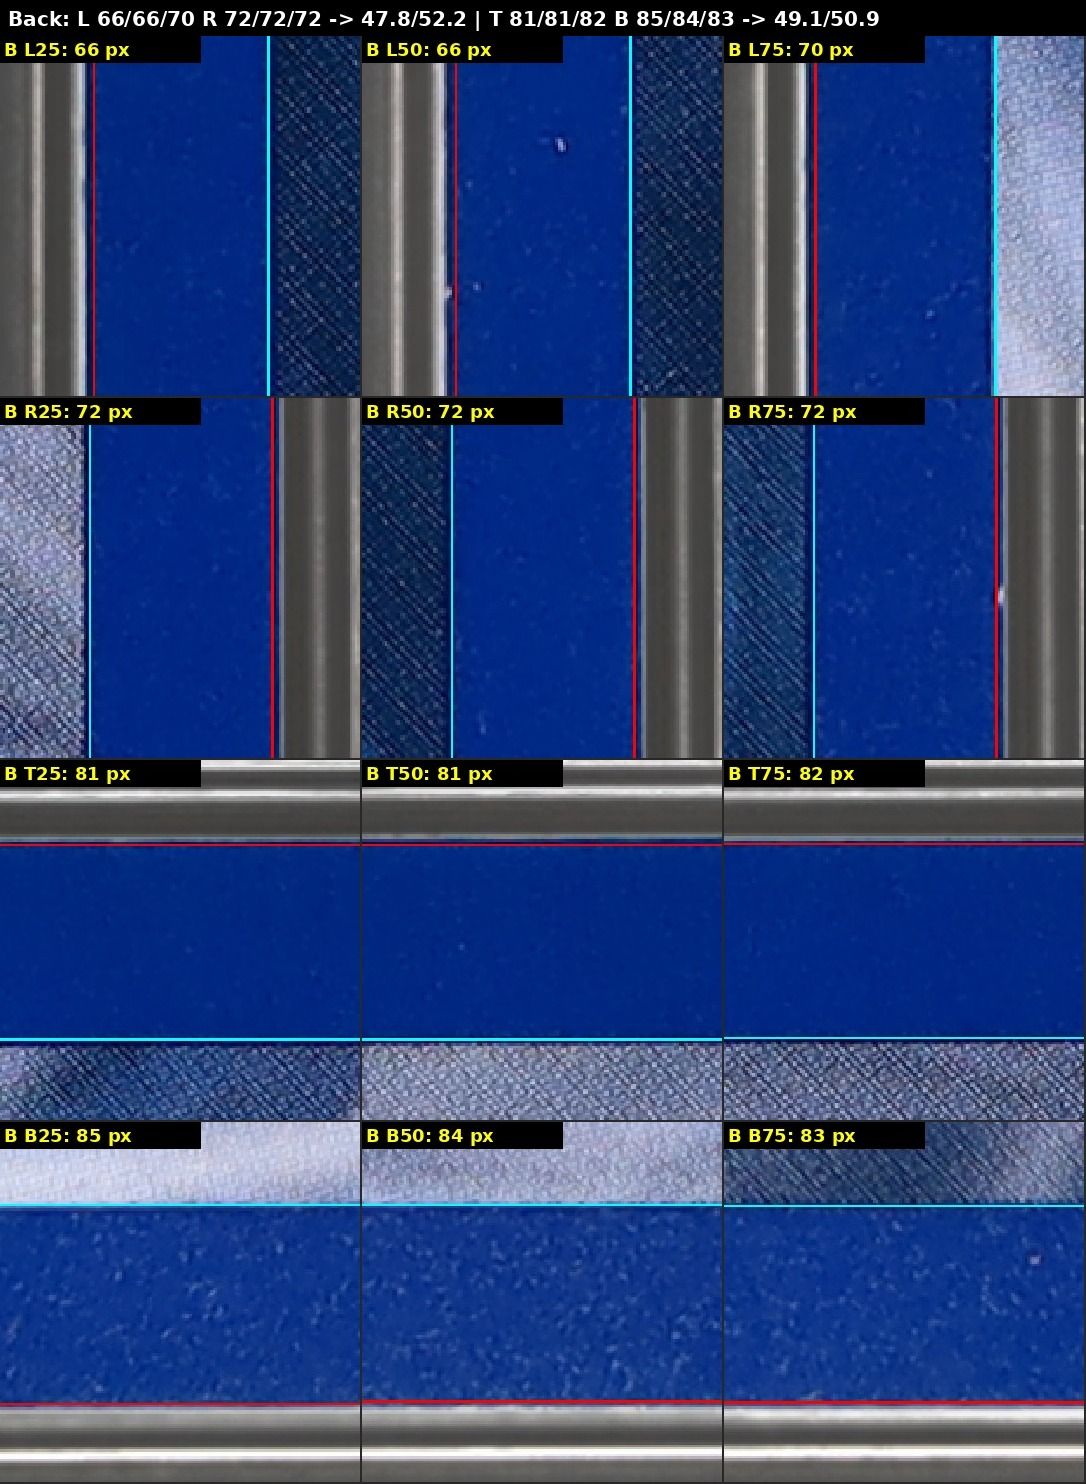 Back: L 66/66/70 R 72/72/72 -> 47.8/52.2 | T 81/81/82 B 85/84/83 -> 49.1/50.9
B L25: 66 px
B L50: 66 px
B L75: 70 px
B R25: 72 px
B R50: 72 px
B R75: 72 px
B T25: 81 px
B T50: 81 px
B T75: 82 px
B B25: 85 px
B B50: 84 px
B B75: 83 px